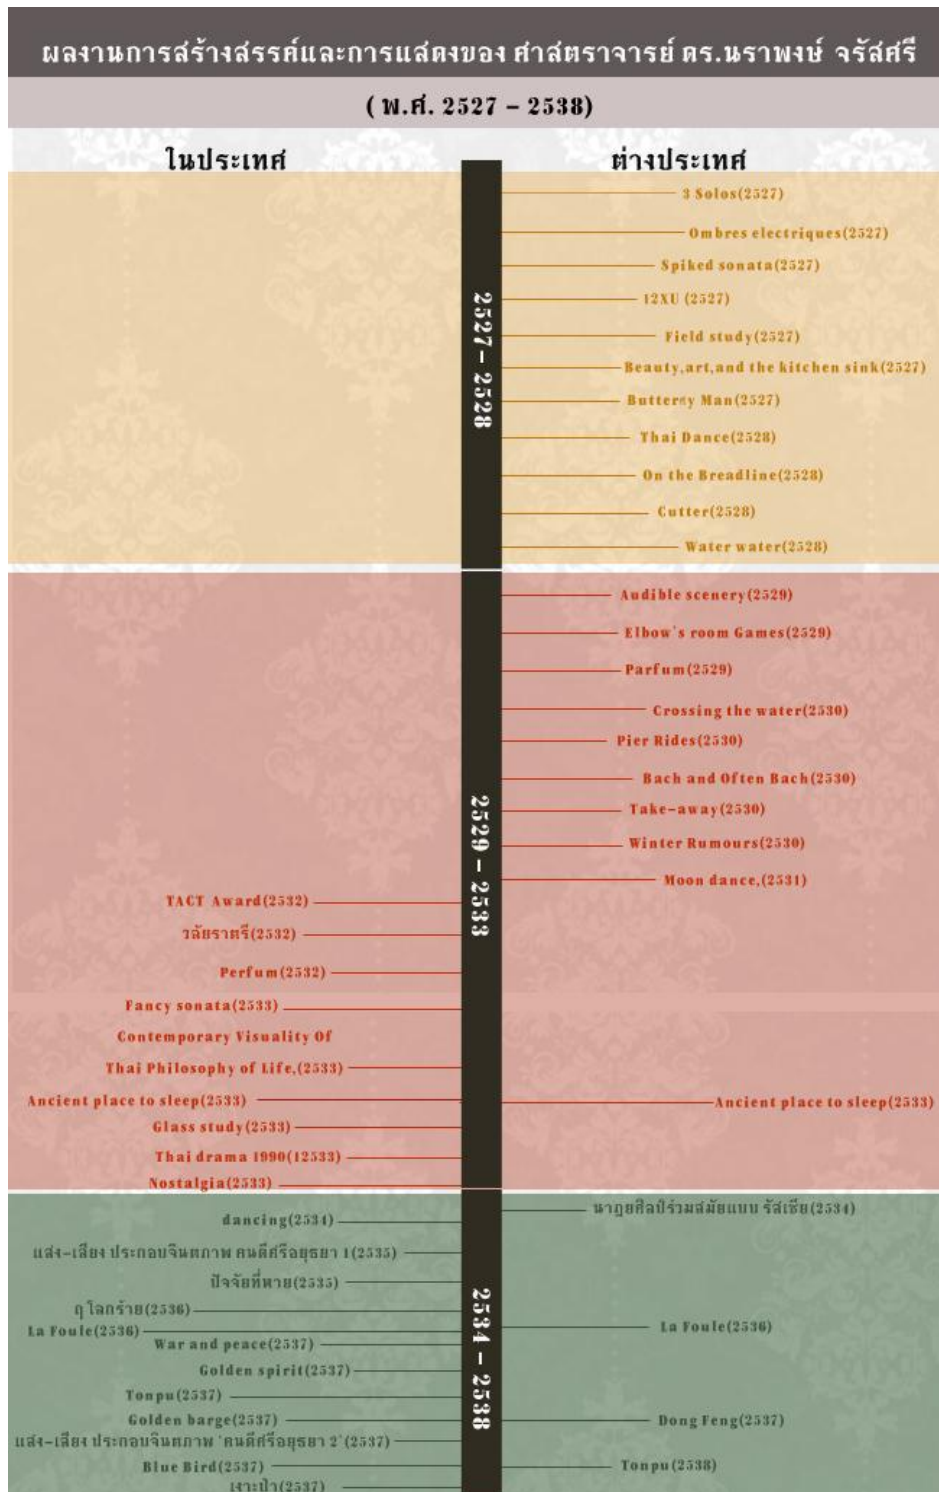 ผลงานการสร้างสรรค์และการแสดงของ ศาสตราจารย์ ดร.นราพงษ์ จรัสศรี
( พ.ศ. 2527 – 2538)
ในประเทศ
ต่างประเทศ
2527 – 2528
3 Solos(2527)
Ombres electriques(2527)
Spiked sonata(2527)
12XU (2527)
Field study(2527)
Beauty,art,and the kitchen sink(2527)
Butterfly Man(2527)
Thai Dance(2528)
On the Breadline(2528)
Cutter(2528)
Water water(2528)
2529 – 2533
Audible scenery(2529)
Elbow's room Games(2529)
Parfum(2529)
Crossing the water(2530)
Pier Rides(2530)
Bach and Often Bach(2530)
Take-away(2530)
Winter Rumours(2530)
Moon dance,(2531)
TACT Award(2532)
วลัยราตรี(2532)
Perfum(2532)
Fancy sonata(2533)
Contemporary Visuality Of
Thai Philosophy of Life,(2533)
Ancient place to sleep(2533)
Ancient place to sleep(2533)
Glass study(2533)
Thai drama 1990(12533)
Nostalgia(2533)
2534 – 2538
นาฏยศิลป์ร่วมสมัยแบบ รัสเซีย(2534)
dancing(2534)
แสง-เสียง ประกอบจินตภาพ คนดีศรีอยุธยา 1(2535)
ปัจจัยที่หาย(2535)
ฤ โลกร้าย(2536)
La Foule(2536)
La Foule(2536)
War and peace(2537)
Golden spirit(2537)
Tonpu(2537)
Golden barge(2537)
Dong Feng(2537)
แสง-เสียง ประกอบจินตภาพ 'คนดีศรีอยุธยา 2'(2537)
Blue Bird(2537)
Tonpu(2538)
เงาะป่า(2537)